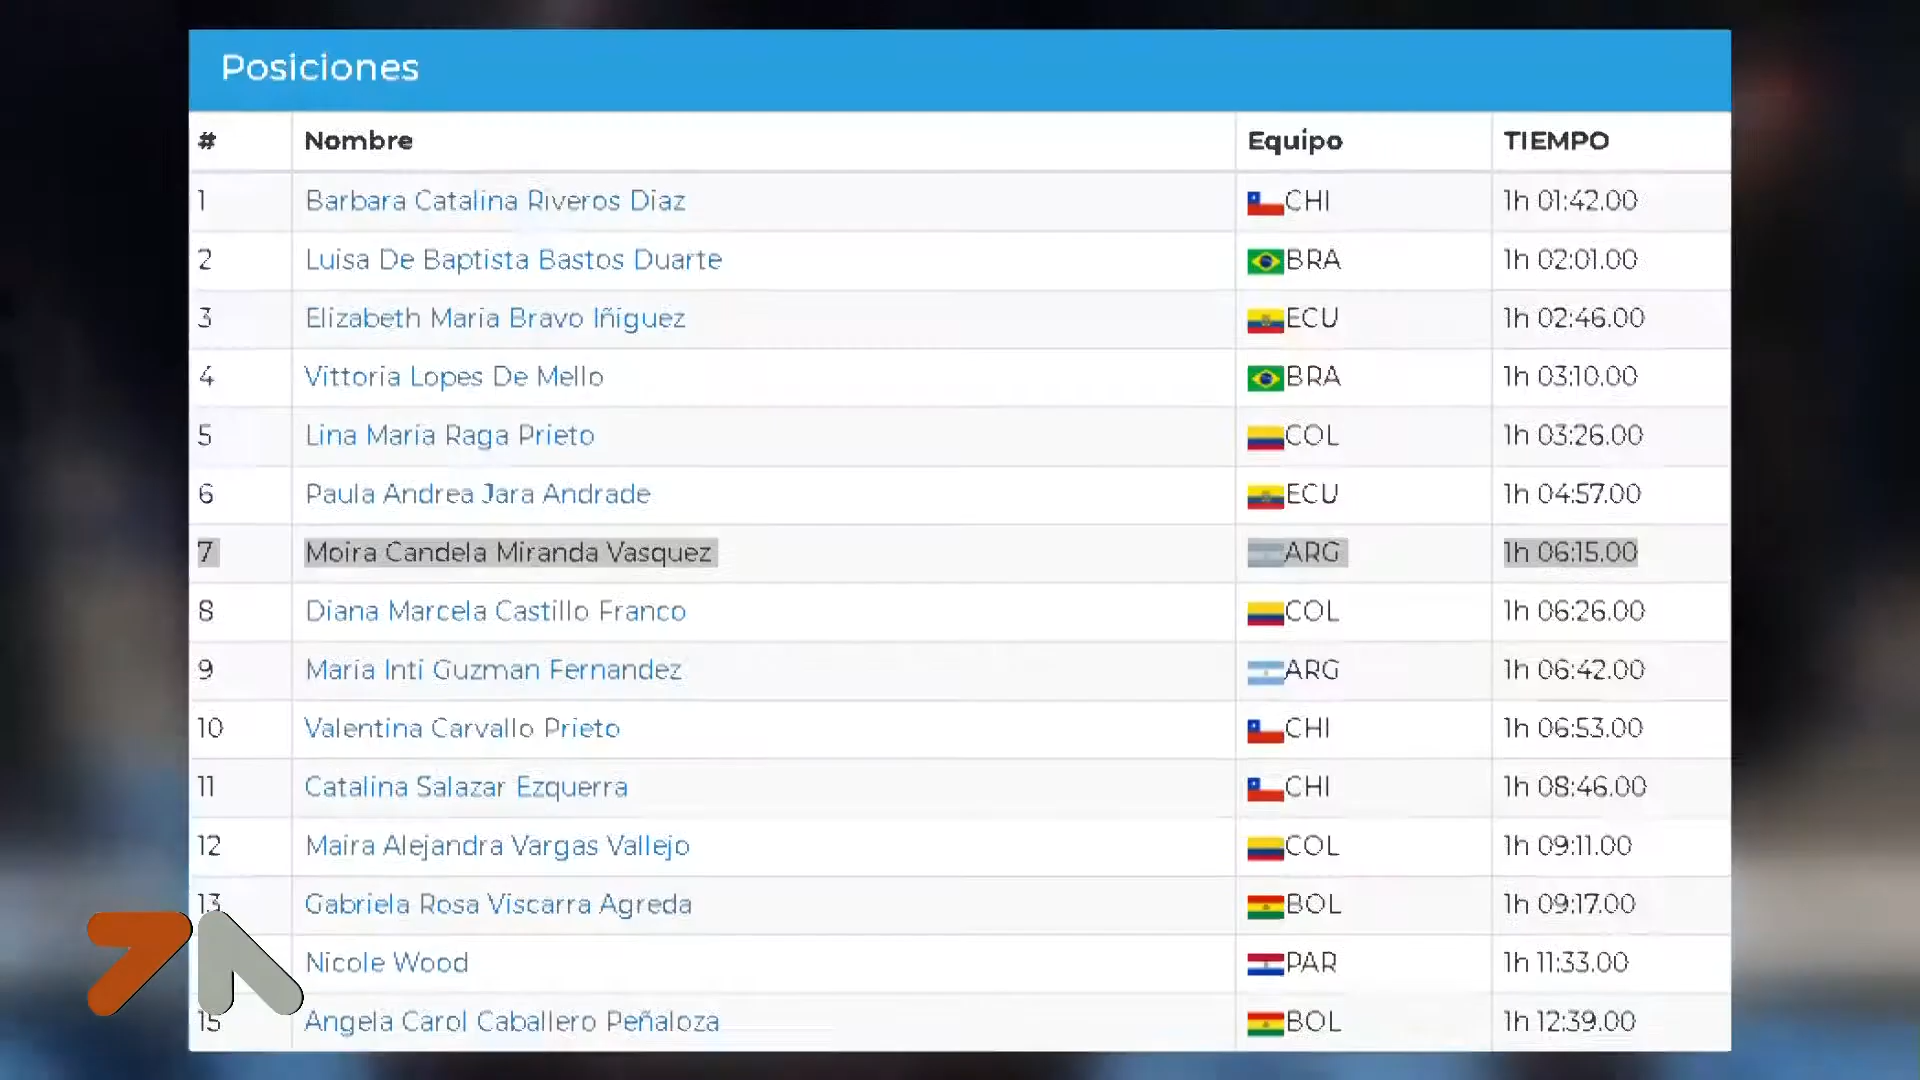 Posiciones
# Nombre Equipo TIEMPO
1 Barbara Catalina Riveros Diaz CHI 1h 01:42.00
2 Luisa De Baptista Bastos Duarte BRA 1h 02:01.00
3 Elizabeth Maria Bravo Iñiguez ECU 1h 02:46.00
4 Vittoria Lopes De Mello BRA 1h 03:10.00
5 Lina Maria Raga Prieto COL 1h 03:26.00
6 Paula Andrea Jara Andrade ECU 1h 04:57.00
7 Moira Candela Miranda Vasquez ARG 1h 06:15.00
8 Diana Marcela Castillo Franco COL 1h 06:26.00
9 María Inti Guzman Fernandez ARG 1h 06:42.00
10 Valentina Carvallo Prieto CHI 1h 06:53.00
11 Catalina Salazar Ezquerra CHI 1h 08:46.00
12 Maira Alejandra Vargas Vallejo COL 1h 09:11.00
13 Gabriela Rosa Viscarra Agreda BOL 1h 09:17.00
Nicole Wood PAR 1h 11:33.00
15 Angela Carol Caballero Peñaloza BOL 1h 12:39.00